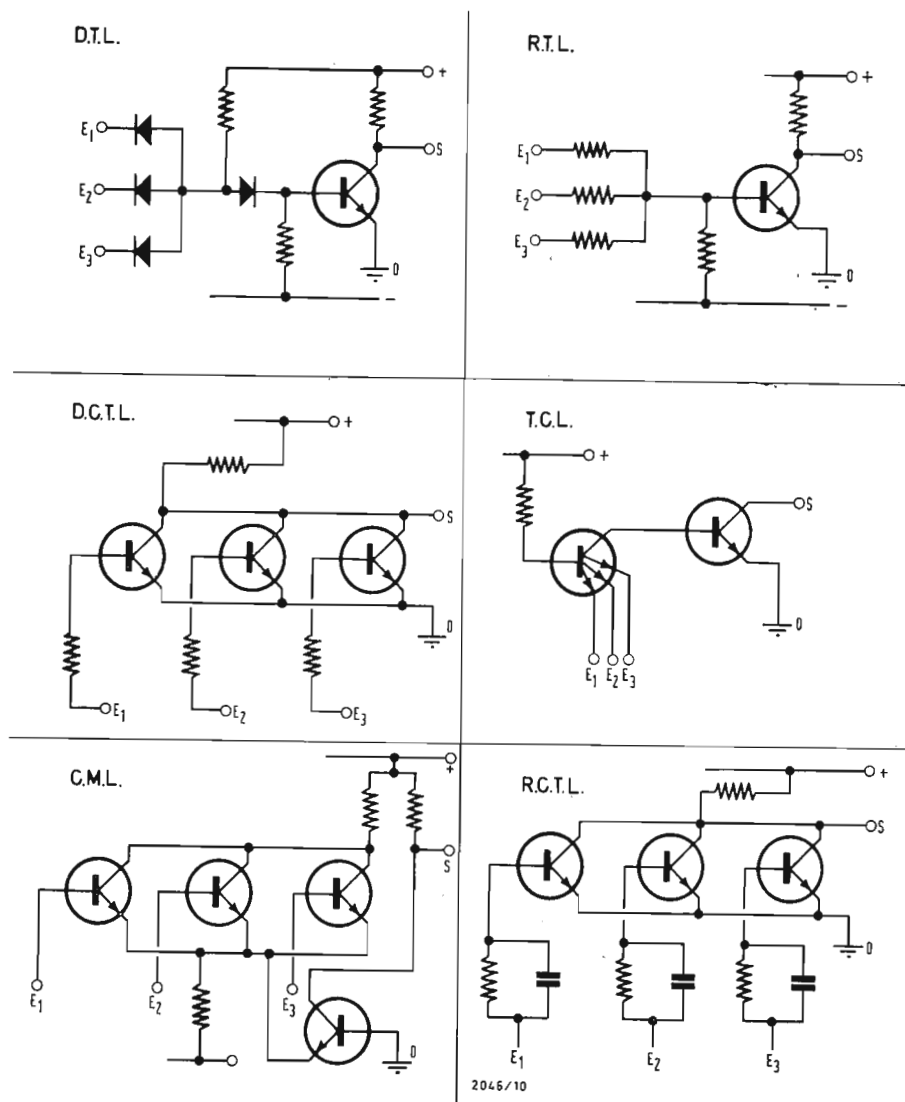 D.T.L.
+
E1
S
E2
E3
0
-
R.T.L.
+
E1
S
E2
E3
0
-
D.C.T.L.
+
S
0
E1
E2
E3
T.C.L.
+
S
0
E1 E2 E3
C.M.L.
+
S
E1
E2
E3
0
R.C.T.L.
+
S
0
E1
E2
E3
2046/10